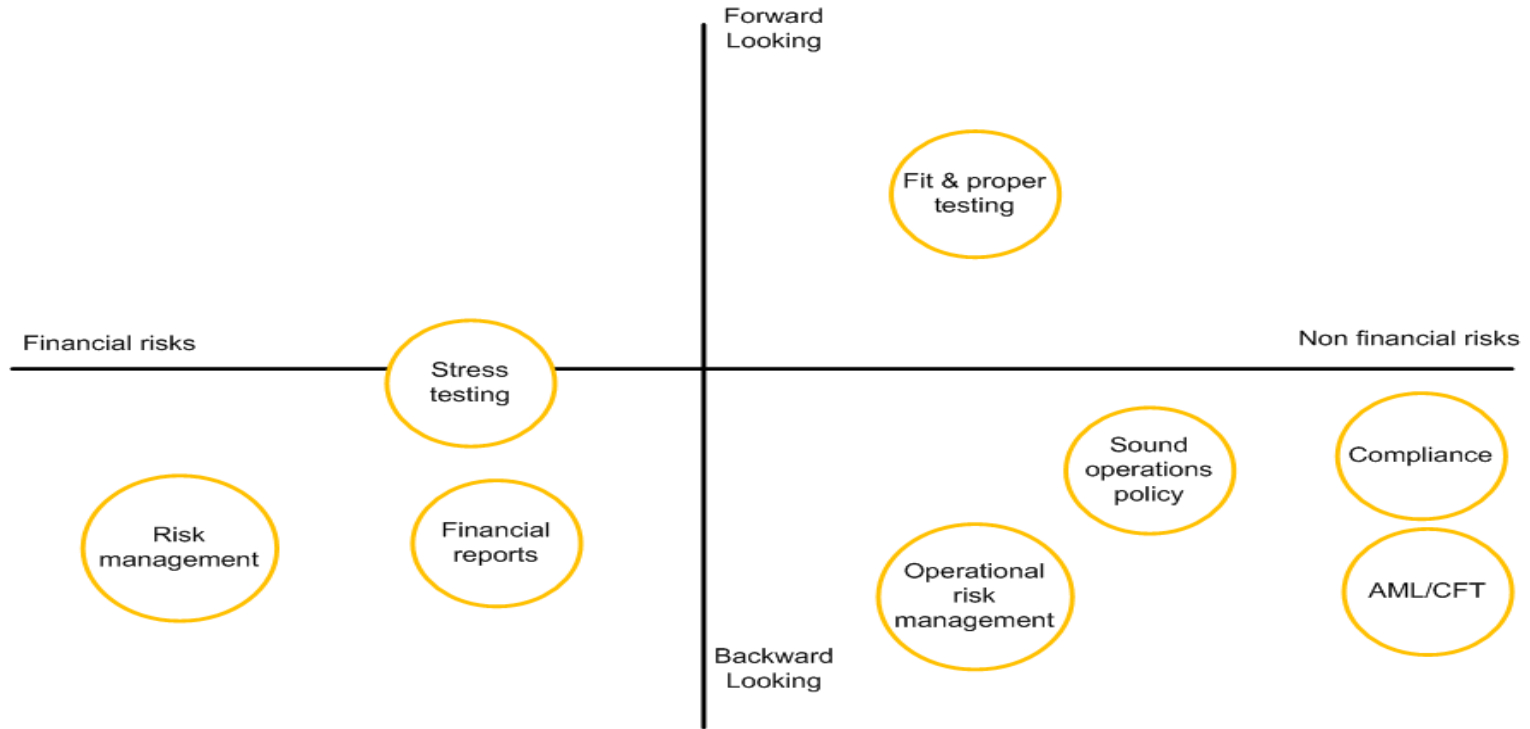 Forward
Looking
Fit & proper
testing
Financial risks
Non financial risks
Stress
testing
Sound
operations
policy
Compliance
Risk
management
Financial
reports
Operational
risk
management
AML/CFT
Backward
Looking